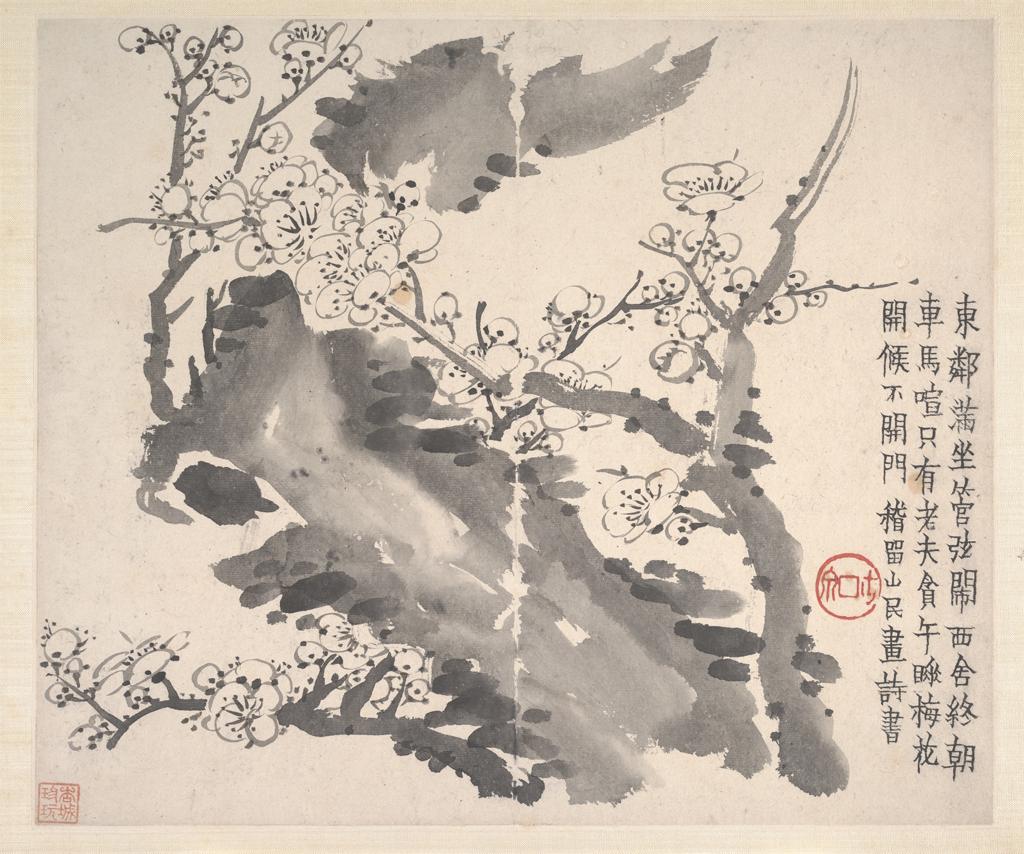 東鄰滿坐管弦鬧西舍終朝
車馬喧只有老夫貪午睡梅花
開候不開門 稽留山民畫詩書